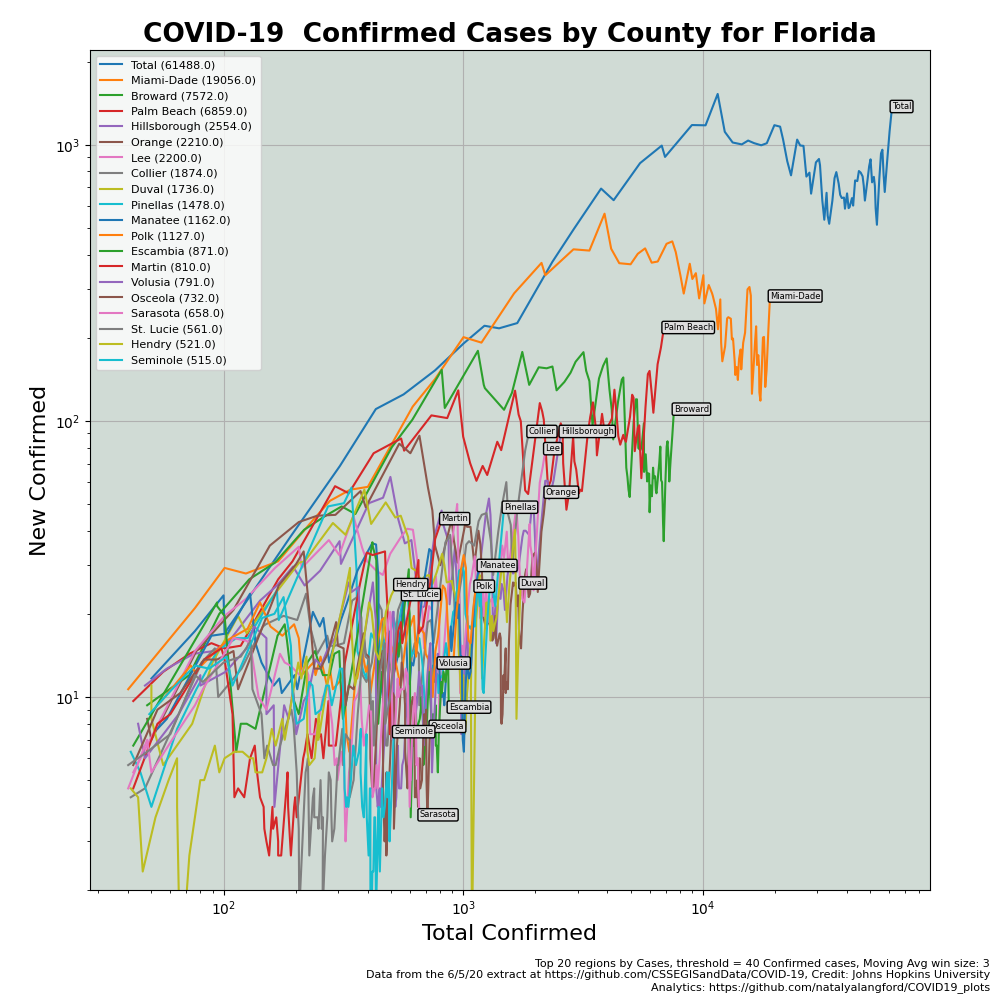 COVID-19  Confirmed Cases by County for Florida
Total (61488.0)
Miami-Dade (19056.0)
Broward (7572.0)
Palm Beach (6859.0)
Hillsborough (2554.0)
Orange (2210.0)
Lee (2200.0)
Collier (1874.0)
Duval (1736.0)
Pinellas (1478.0)
Manatee (1162.0)
Polk (1127.0)
Escambia (871.0)
Martin (810.0)
Volusia (791.0)
Osceola (732.0)
Sarasota (658.0)
St. Lucie (561.0)
Hendry (521.0)
Seminole (515.0)
Total
Miami-Dade
Palm Beach
Broward
Collier
Hillsborough
Lee
Orange
Pinellas
Martin
Manatee
Hendry
St. Lucie
Polk
Duval
Volusia
Escambia
Osceola
Seminole
Sarasota
10³
10²
10¹
New Confirmed
10² 10³ 10⁴
Total Confirmed
Top 20 regions by Cases, threshold = 40 Confirmed cases, Moving Avg win size: 3
Data from the 6/5/20 extract at https://github.com/CSSEGISandData/COVID-19, Credit: Johns Hopkins University
Analytics: https://github.com/natalyalangford/COVID19_plots